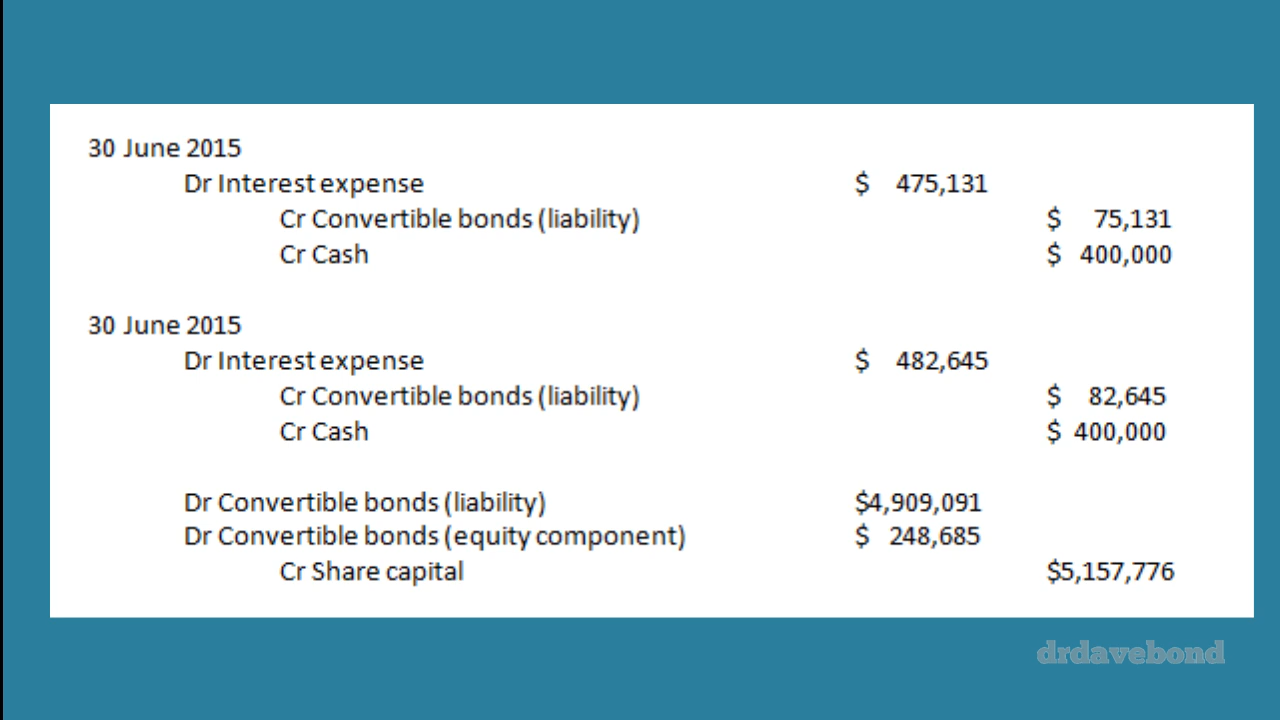 30 June 2015
Dr Interest expense $ 475,131
Cr Convertible bonds (liability) $ 75,131
Cr Cash $ 400,000
30 June 2015
Dr Interest expense $ 482,645
Cr Convertible bonds (liability) $ 82,645
Cr Cash $ 400,000
Dr Convertible bonds (liability) $4,909,091
Dr Convertible bonds (equity component) $ 248,685
Cr Share capital $5,157,776
drdavebond